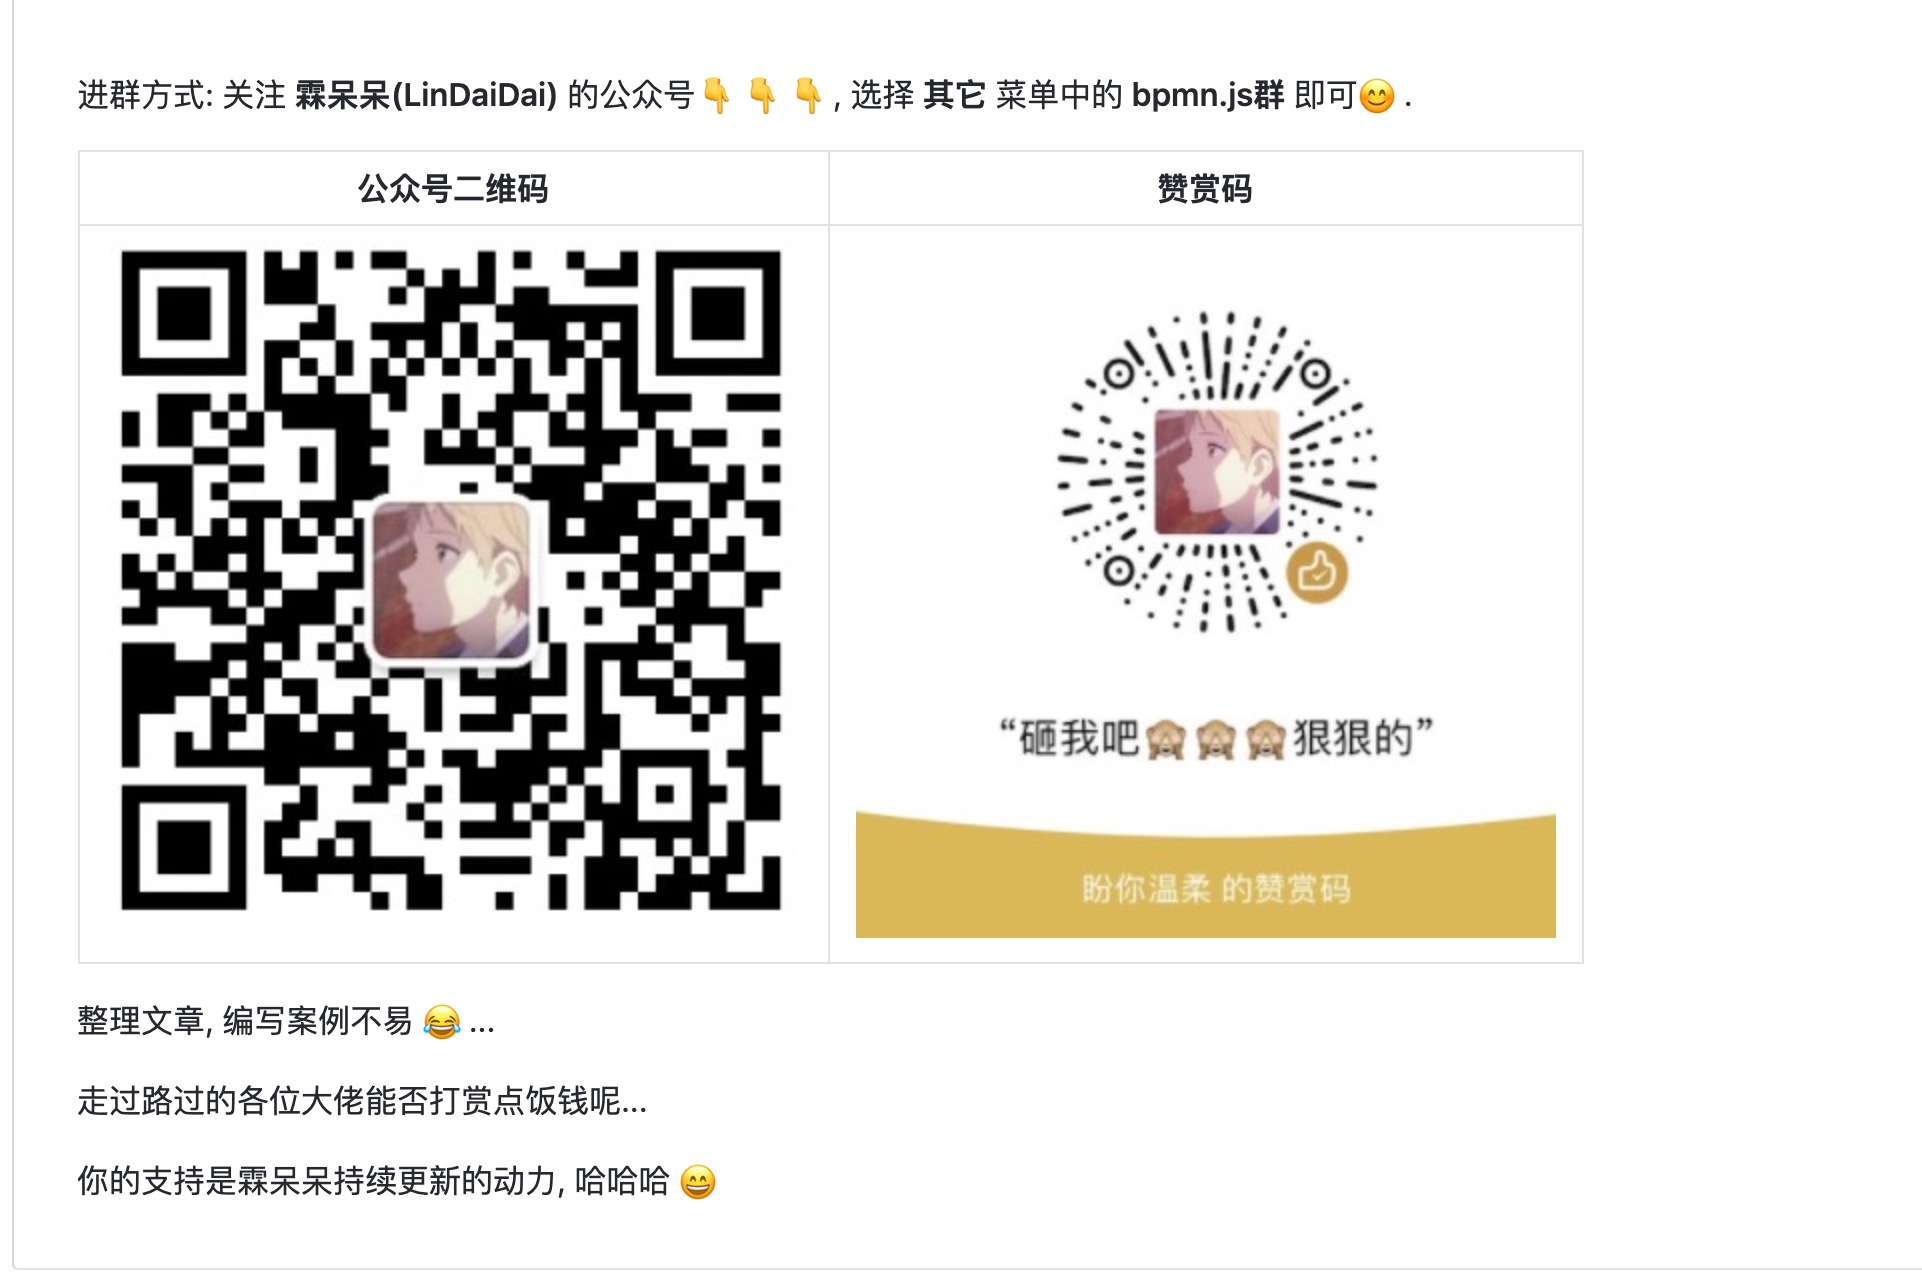 进群方式: 关注 霖呆呆(LinDaiDai) 的公众号👇 👇 👇 , 选择 其它 菜单中的 bpmn.js群 即可😊 .
公众号二维码
赞赏码
“砸我吧🙈🙈🙈狠狠的”
盼你温柔 的赞赏码
整理文章, 编写案例不易 😂 ...
走过路过的各位大佬能否打赏点饭钱呢...
你的支持是霖呆呆持续更新的动力, 哈哈哈 😄